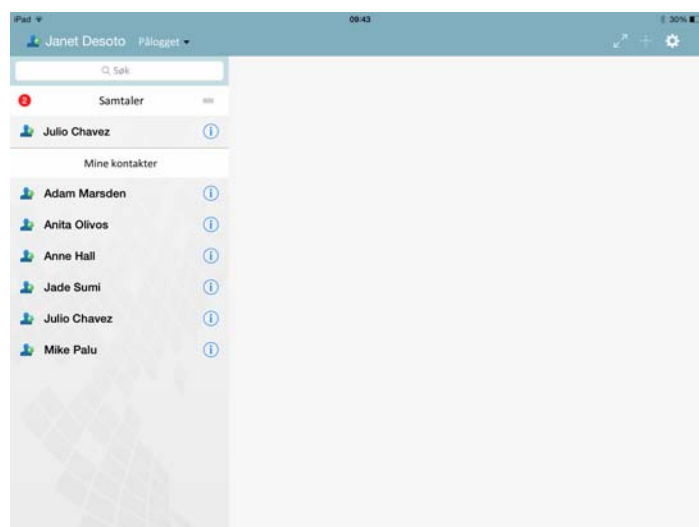 iPad 09:43 30%
Janet Desoto Pålogget
Søk
2 Samtaler
Julio Chavez
Mine kontakter
Adam Marsden
Anita Olivos
Anne Hall
Jade Sumi
Julio Chavez
Mike Palu